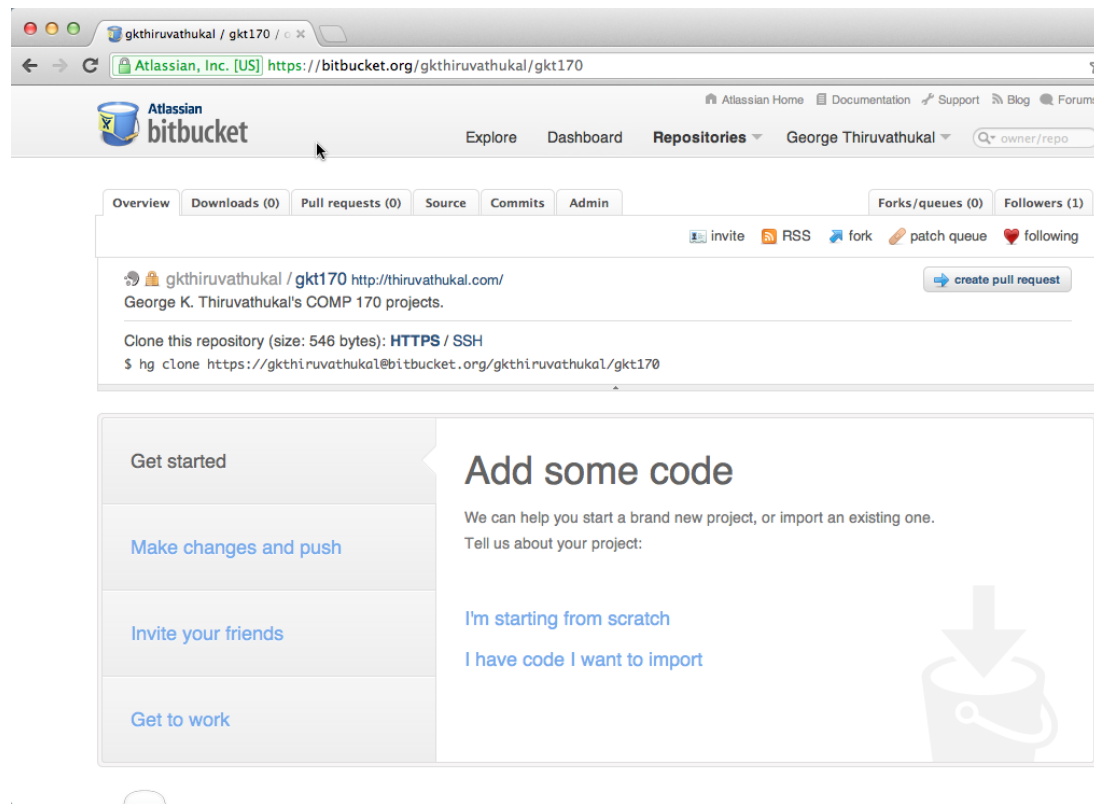 gkthiruvathukal / gkt170 /
Atlassian, Inc. [US] https://bitbucket.org/gkthiruvathukal/gkt170
Atlassian Home Documentation Support Blog Forums
Atlassian
bitbucket
Explore Dashboard Repositories George Thiruvathukal owner/repo
Overview Downloads (0) Pull requests (0) Source Commits Admin Forks/queues (0) Followers (1)
invite RSS fork patch queue following
gkthiruvathukal / gkt170 http://thiruvathukal.com/ create pull request
George K. Thiruvathukal's COMP 170 projects.
Clone this repository (size: 546 bytes): HTTPS / SSH
$ hg clone https://gkthiruvathukal@bitbucket.org/gkthiruvathukal/gkt170
Get started
Make changes and push
Invite your friends
Get to work
Add some code
We can help you start a brand new project, or import an existing one.
Tell us about your project:
I'm starting from scratch
I have code I want to import